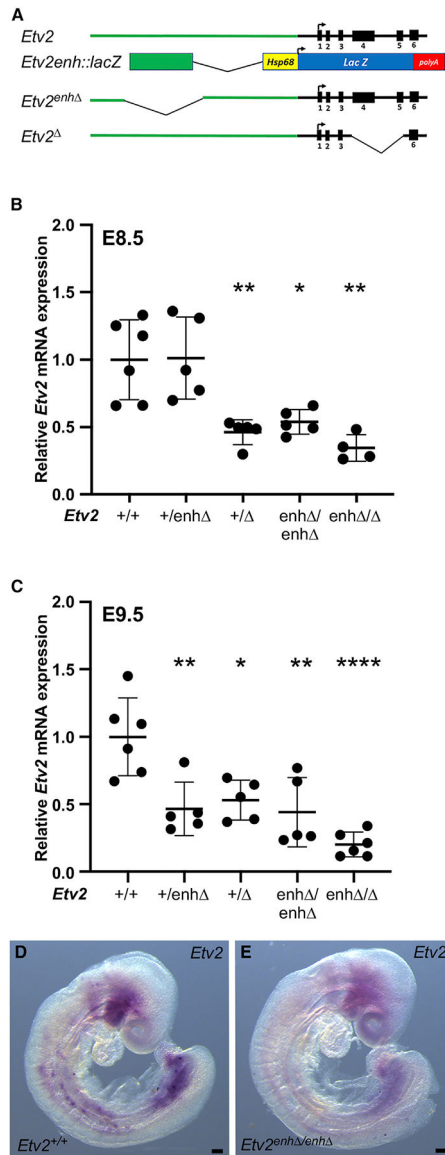 A
Etv2
1 2 3 4 5 6
Etv2enh::lacZ
Hsp68 Lac Z polyA
Etv2enhΔ
1 2 3 4 5 6
Etv2Δ
1 2 3 6
B
E8.5
Relative Etv2 mRNA expression
2.0
1.5
1.0
0.5
0.0
** * **
Etv2 +/+ +/enhΔ +/Δ enhΔ/ enhΔ/Δ
enhΔ
C
E9.5
Relative Etv2 mRNA expression
2.0
1.5
1.0
0.5
0.0
** * ** ****
Etv2 +/+ +/enhΔ +/Δ enhΔ/ enhΔ/Δ
enhΔ
D Etv2
Etv2+/+
E Etv2
Etv2enhΔ/enhΔ